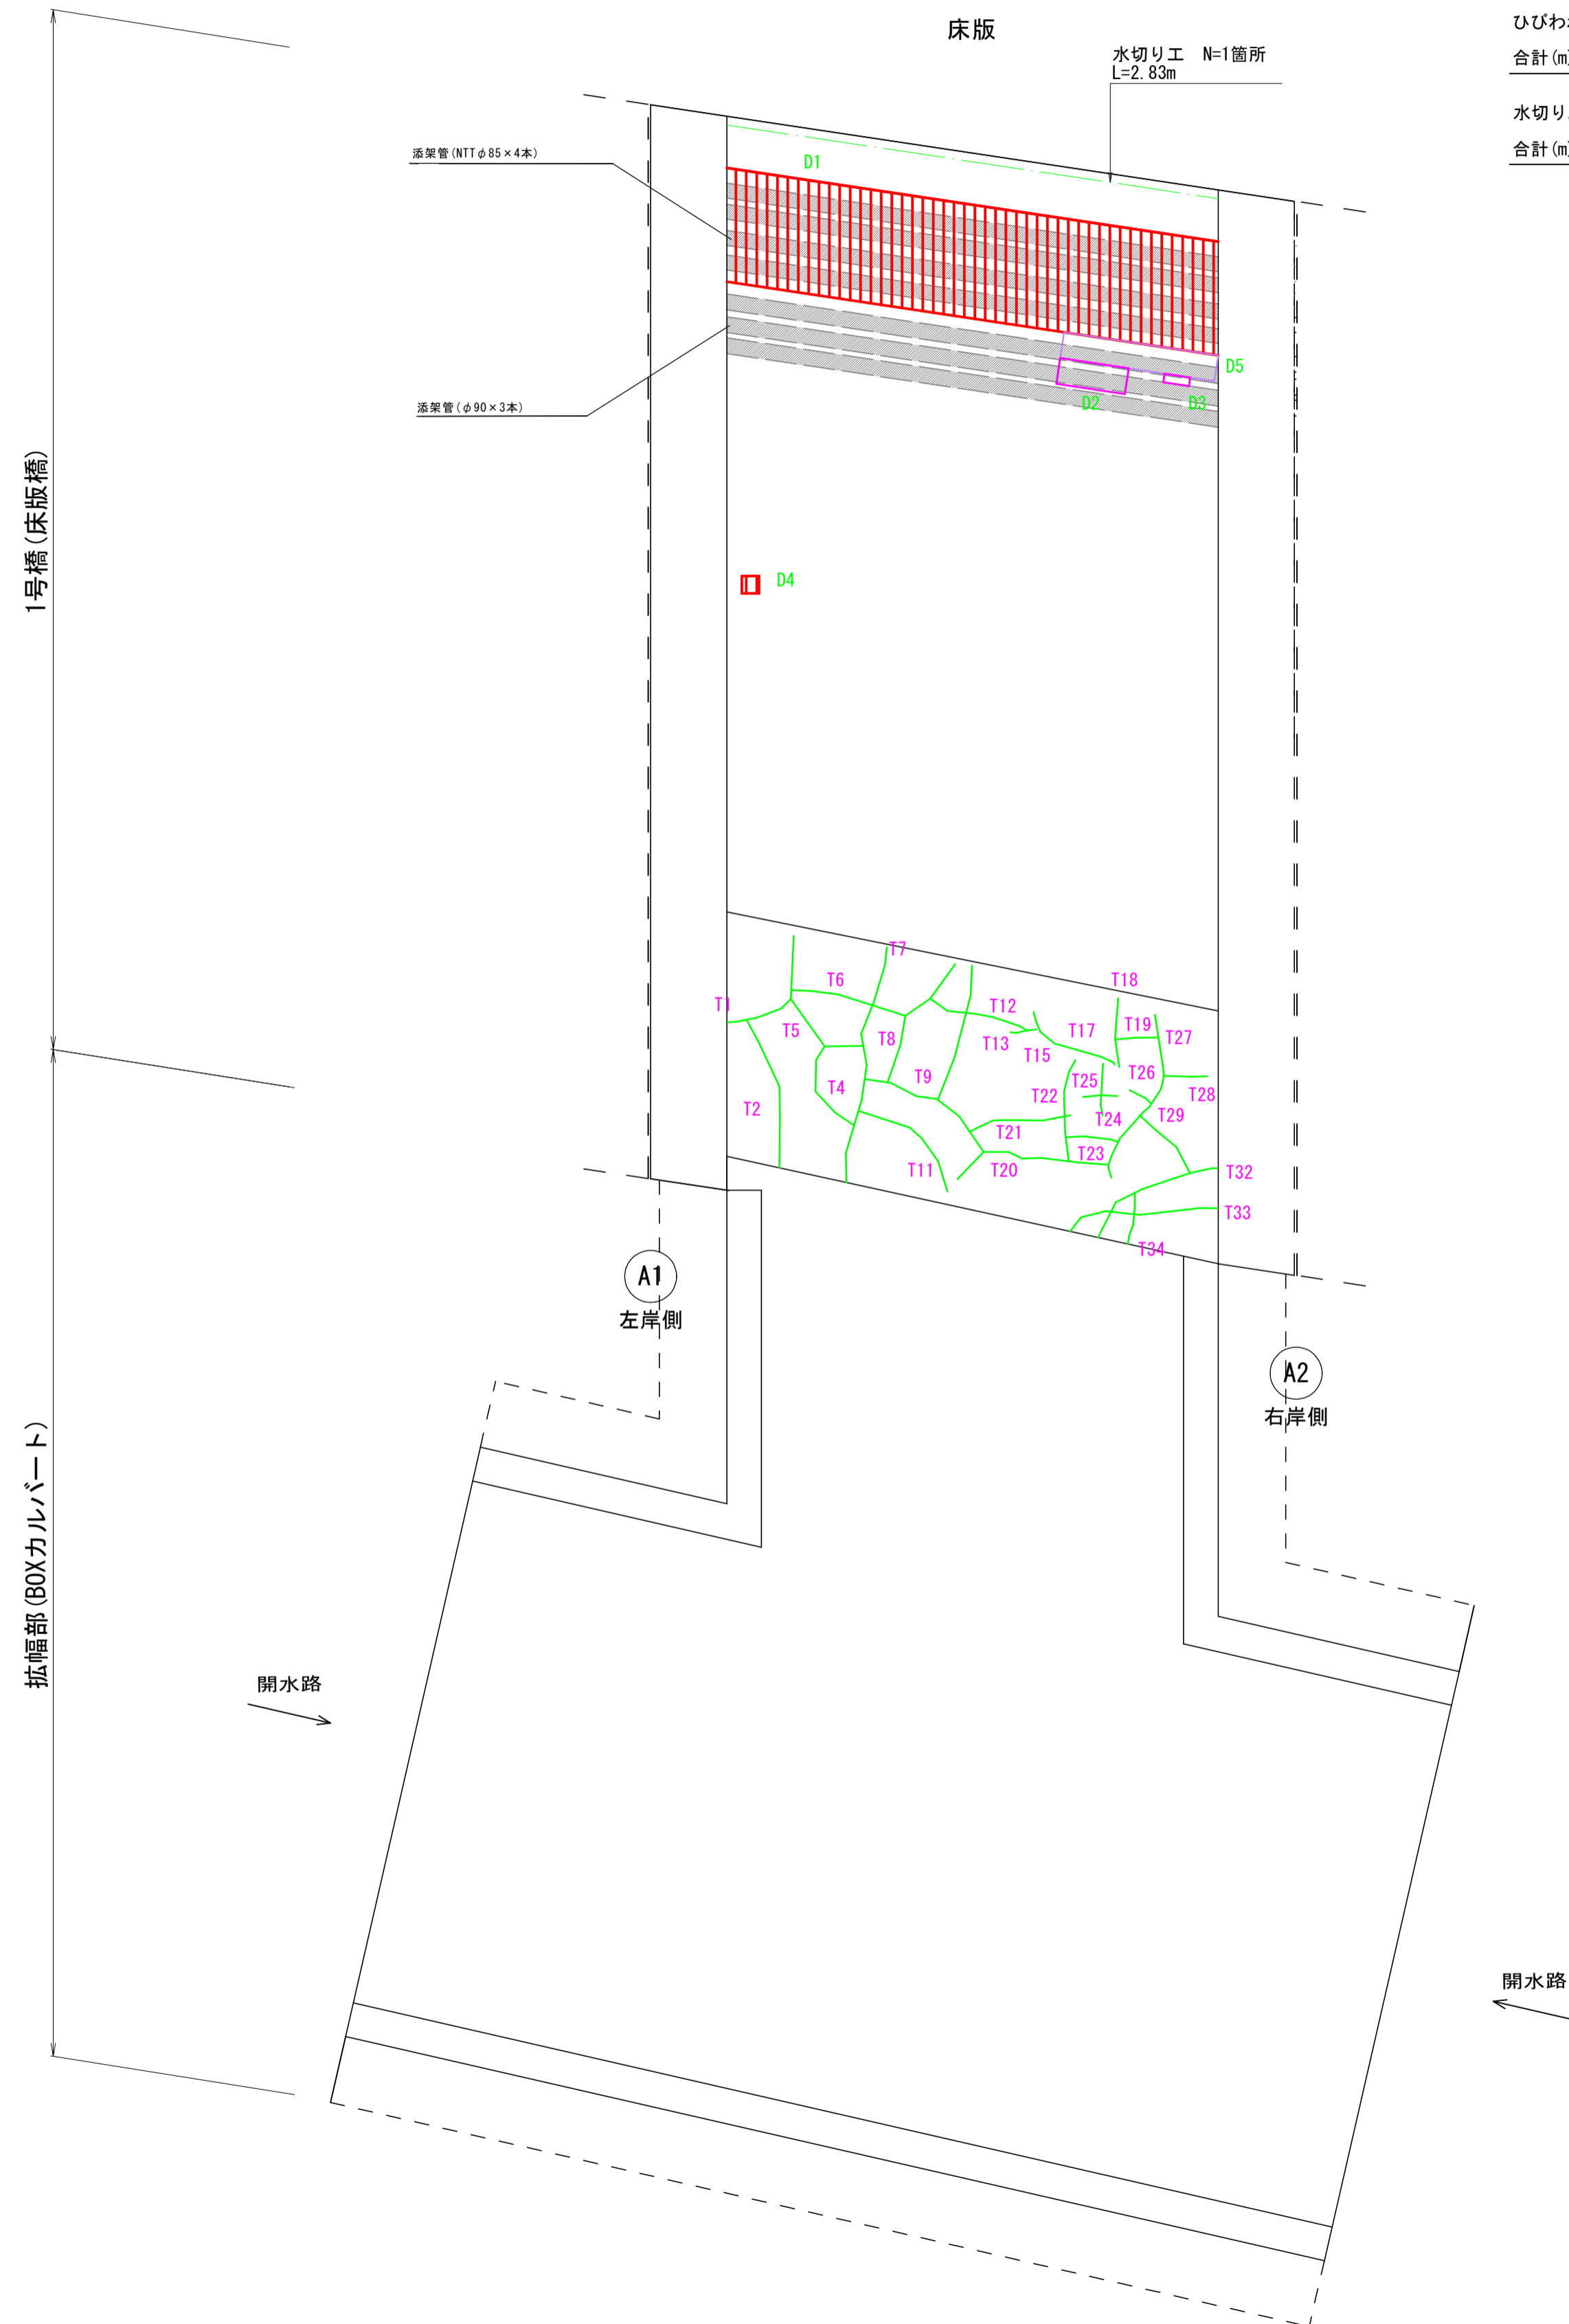 床版
ひびわ
合計(m
水切りエ N=1箇所
L=2.83m
水切り
合計(m
添架管(NTTφ85×4本)
D1
D5
D2
D3
添架管(φ90×3本)
1号橋(床版橋)
D4
T7
T18
T6
T1
T12
T19
T5
T17
T27
T8
T13
T15
T9
T25
T26
T4
T22
T28
T2
T24
T29
T21
T23
T11
T20
T32
T33
T34
A1
左岸側
A2
右岸側
拡幅部(BOXカルバート)
開水路
開水路